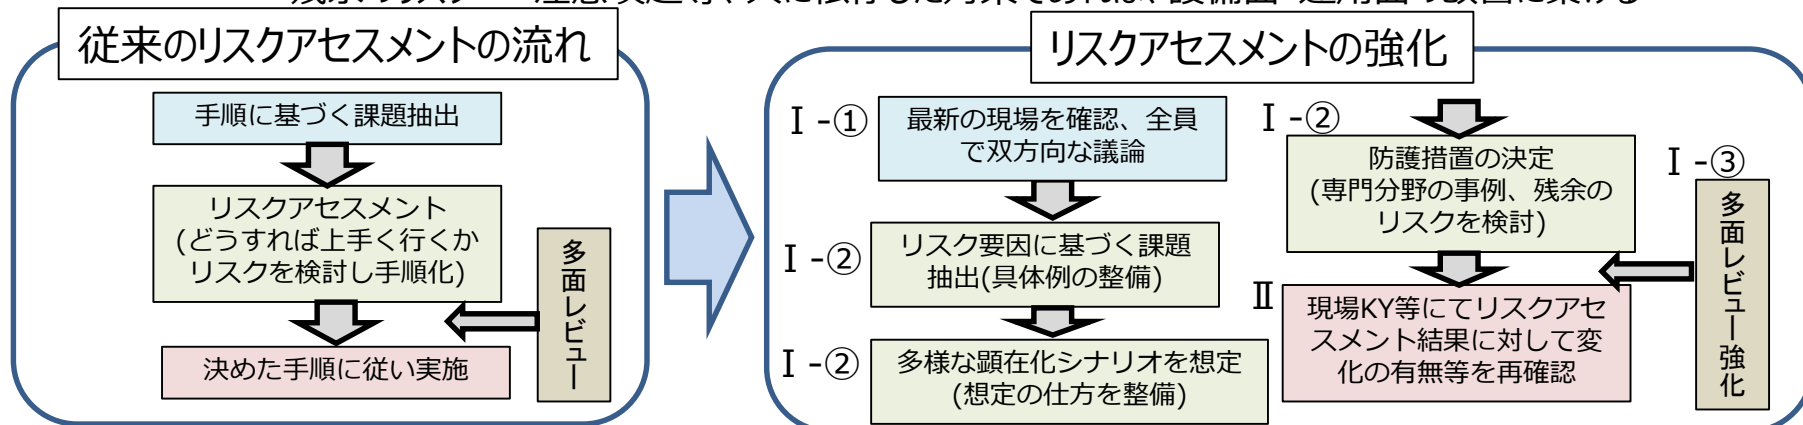 従来のリスクアセスメントの流れ
手順に基づく課題抽出
リスクアセスメント
(どうすれば上手く行くか
リスクを検討し手順化)
多面レビュー
決めた手順に従い実施
リスクアセスメントの強化
Ⅰ-①
最新の現場を確認、全員
で双方向な議論
Ⅰ-②
リスク要因に基づく課題
抽出(具体例の整備)
Ⅰ-②
多様な顕在化シナリオを想定
(想定の仕方を整備)
Ⅰ-②
防護措置の決定
(専門分野の事例、残余の
リスクを検討)
Ⅰ-③
多面レビュー強化
Ⅱ
現場KY等にてリスクアセ
スメント結果に対して変
化の有無等を再確認